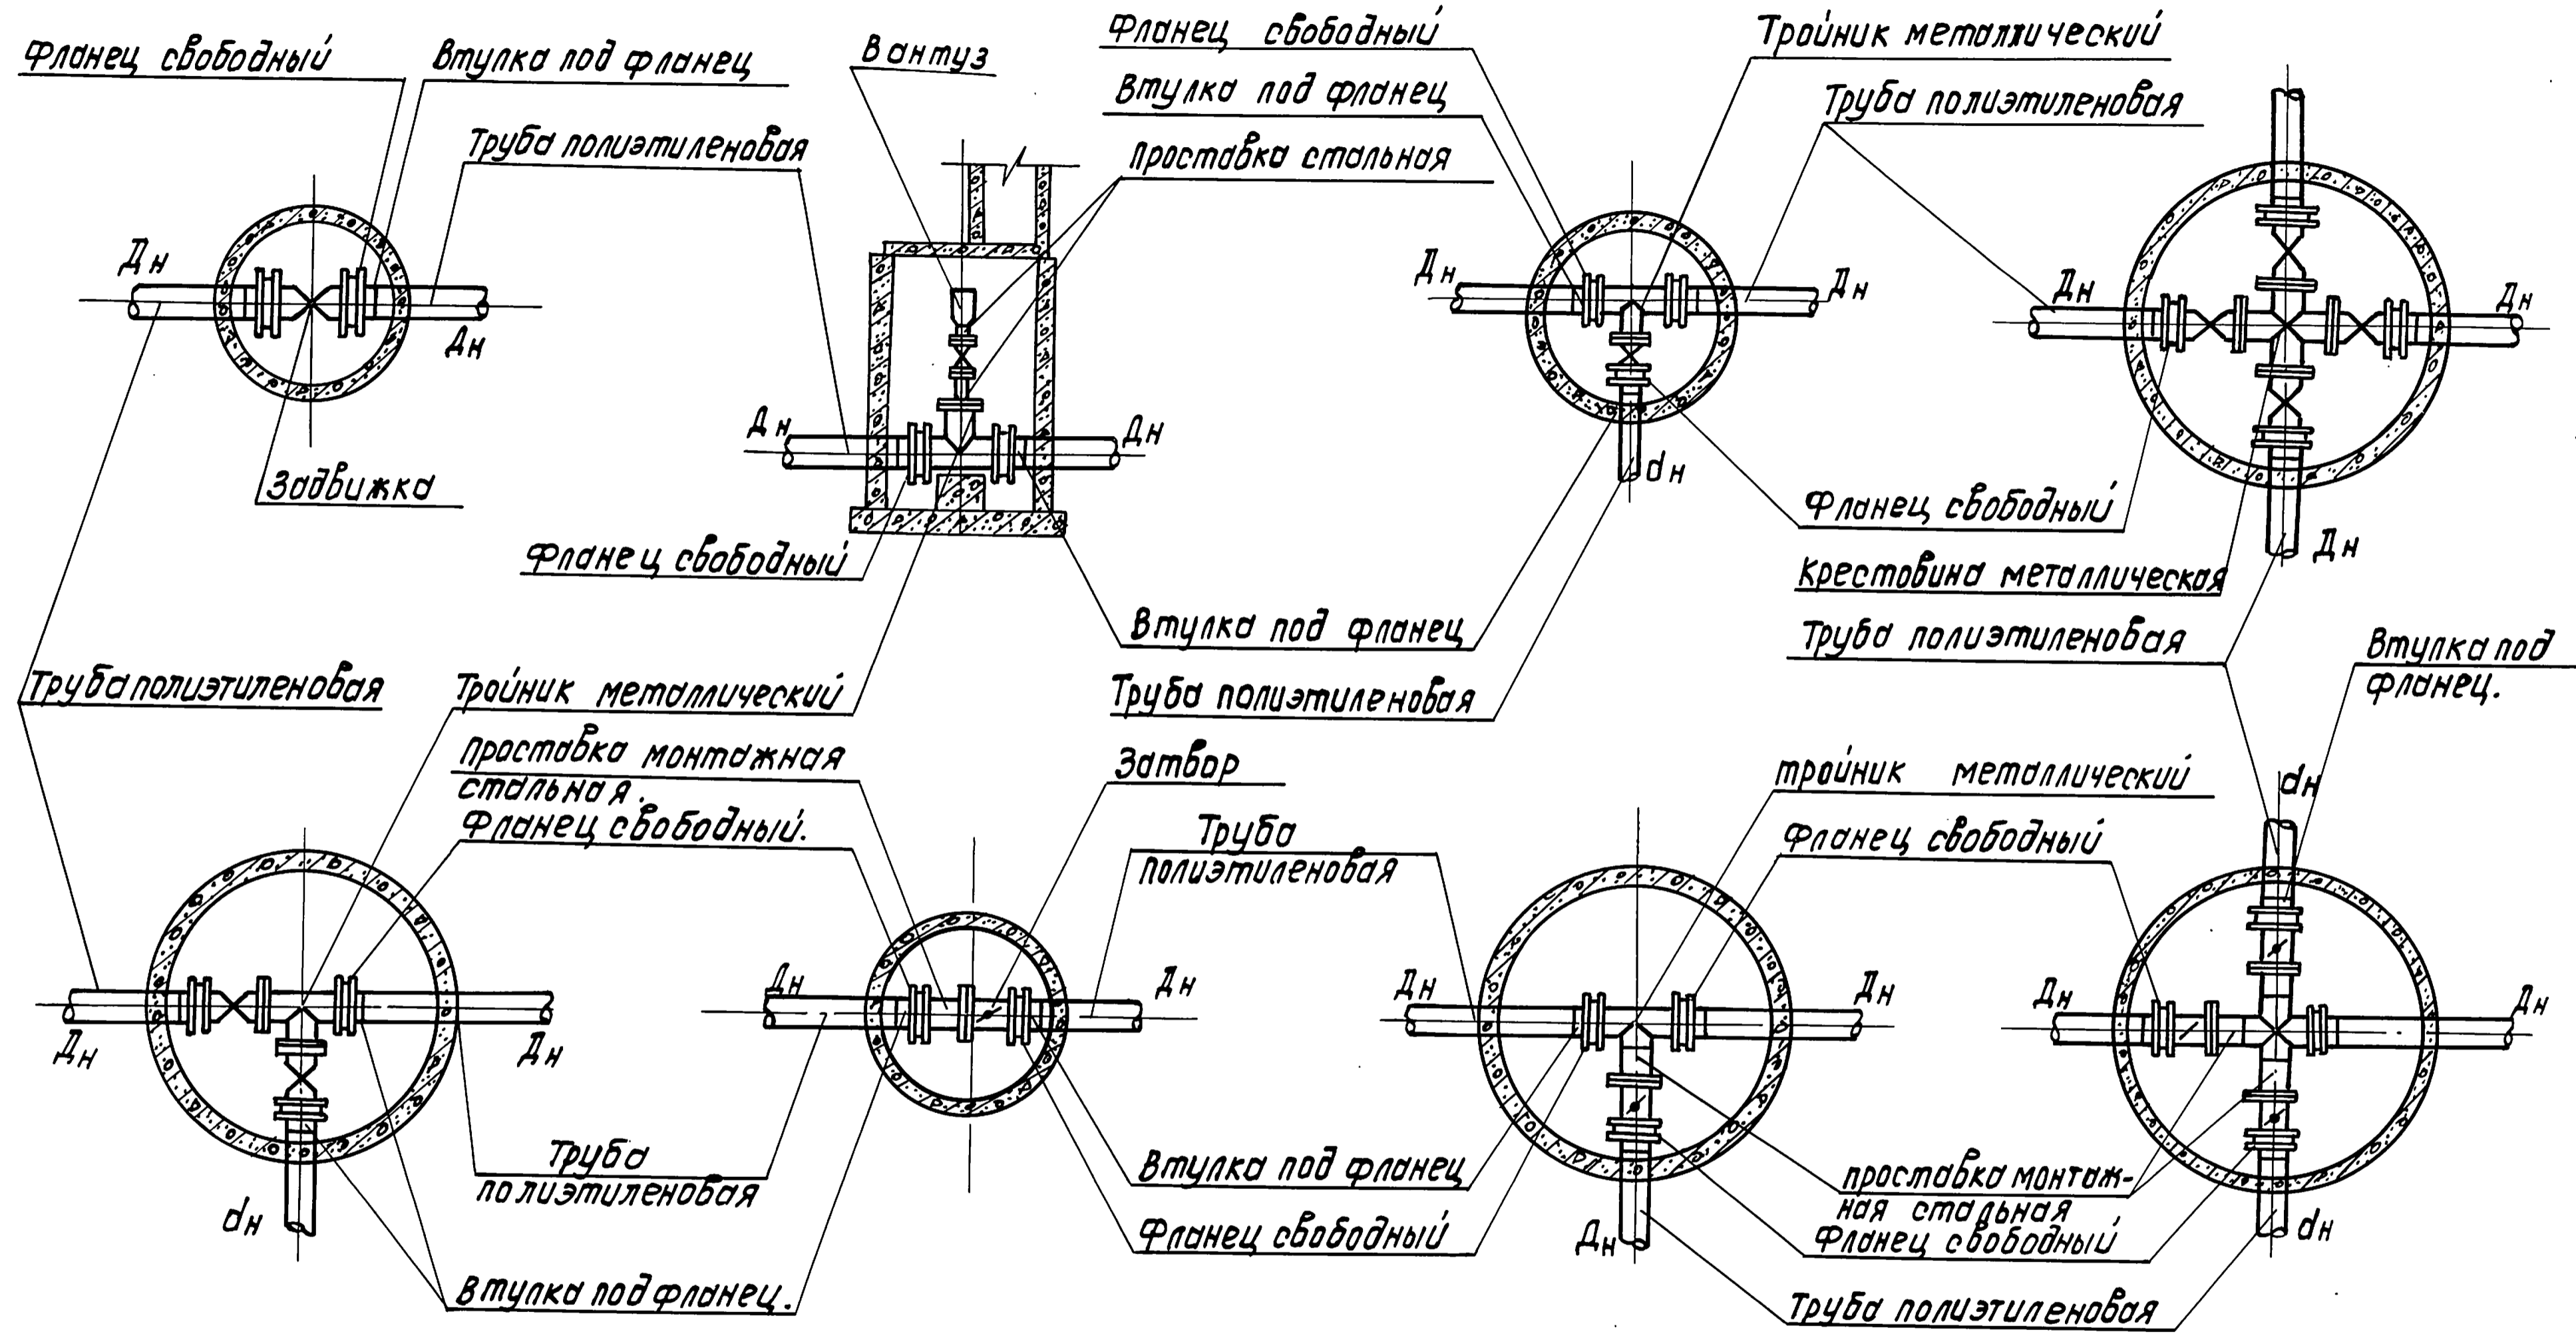 Фланец свободный
Втулка под фланец
Труба полиэтиленовая
Дн
Дн
Задвижка
Вантуз
Фланец свободный
Втулка под фланец
Проставка стальная
Дн
Дн
Фланец свободный
Втулка под фланец
Тройник металлический
Труба полиэтиленовая
Дн
Дн
dн
Труба полиэтиленовая
Дн
Дн
Фланец свободный
Крестовина металлическая
Дн
Труба полиэтиленовая
Втулка под
фланец.
Труба полиэтиленовая
Тройник металлический
Проставка монтажная
стальная.
Фланец свободный.
Дн
Дн
dн
Труба
полиэтиленовая
Втулка под фланец.
Затвор
Труба
полиэтиленовая
Дн
Дн
Втулка под фланец
Фланец свободный
тройник металлический
Фланец свободный
Дн
Дн
Дн
dн
Дн
Дн
проставка монтаж-
ная стальная
Фланец свободный
dн
Труба полиэтиленовая